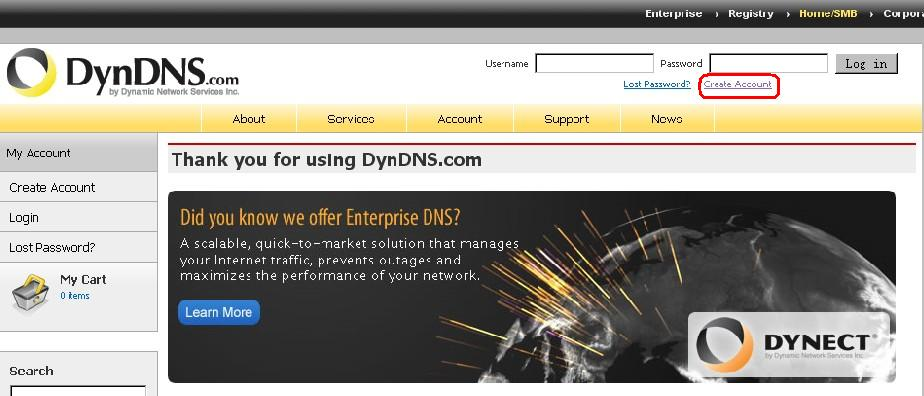 Enterprise › Registry › Home/SMB › Corpora
DynDNS.com
by Dynamic Network Services Inc.
Username Password Log in
Lost Password? Create Account
About Services Account Support News
My Account
Create Account
Login
Lost Password?
My Cart
0 items
Search
Thank you for using DynDNS.com
Did you know we offer Enterprise DNS?
A scalable, quick-to-market solution that manages
your Internet traffic, prevents outages and
maximizes the performance of your network.
Learn More
DYNECT
by Dynamic Network Services Inc.